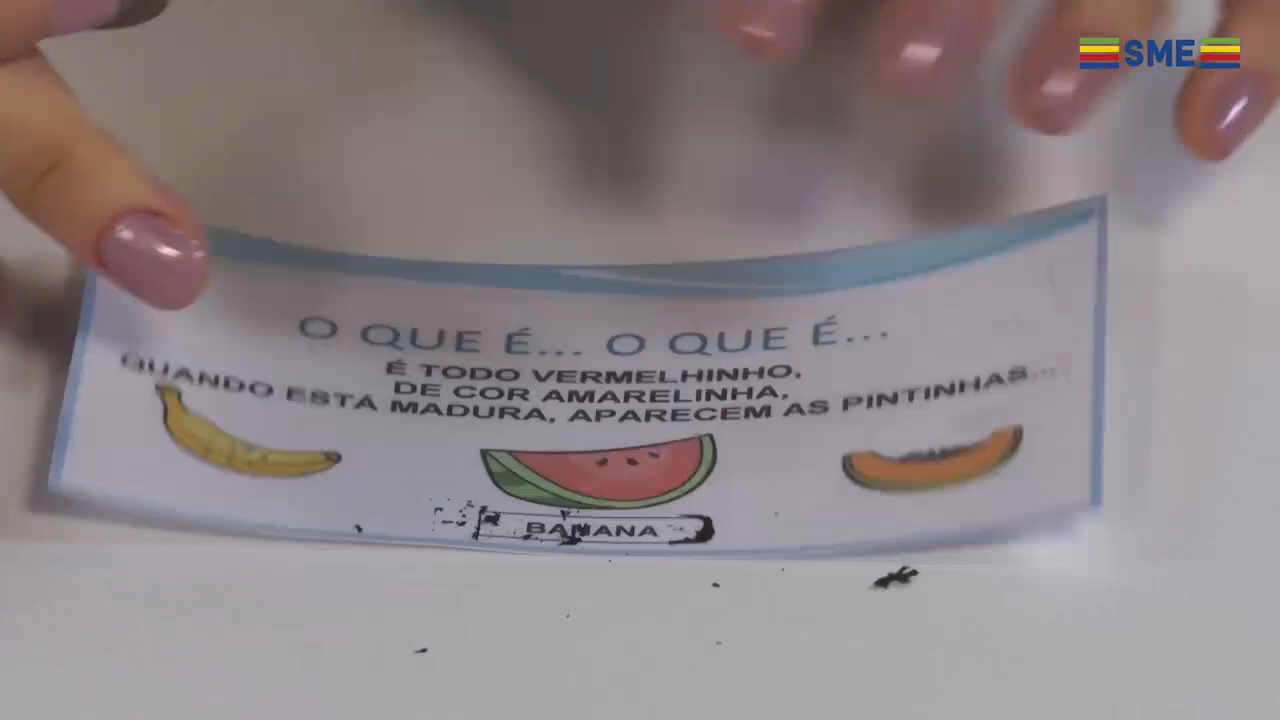 SME
O QUE É... O QUE É...
É TODO VERMELHINHO,
DE COR AMARELINHA,
QUANDO ESTÁ MADURA, APARECEM AS PINTINHAS...
BANANA